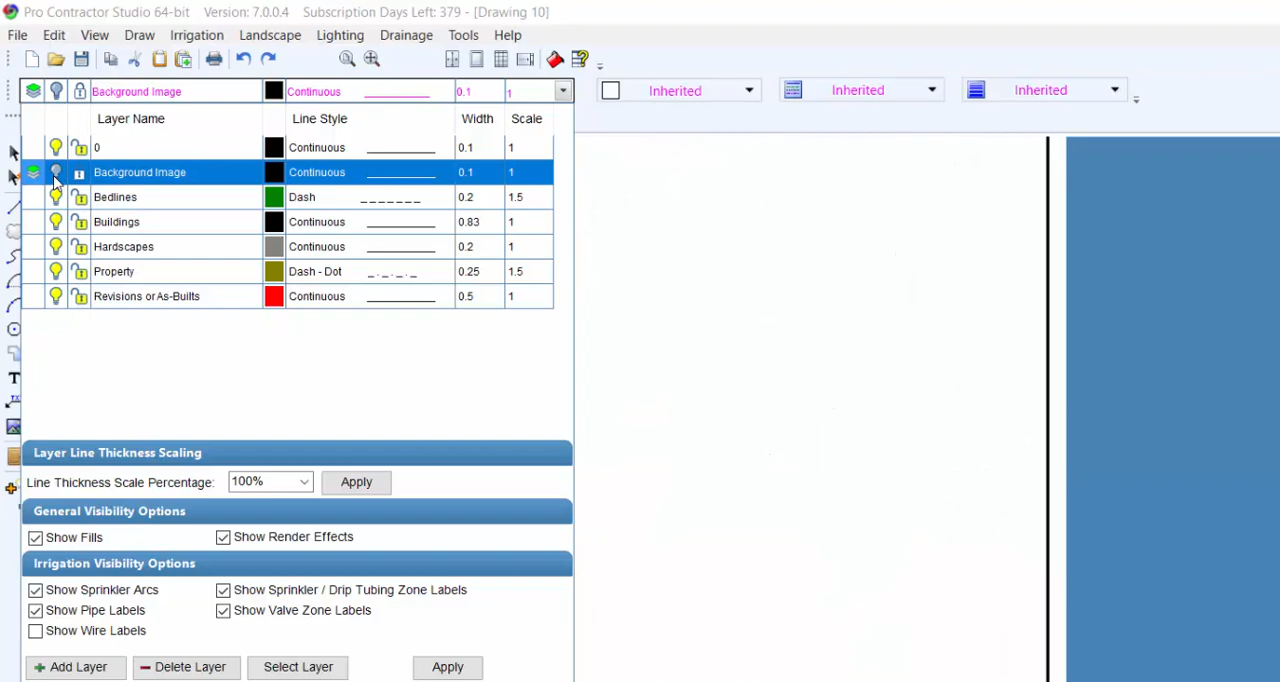 Pro Contractor Studio 64-bit Version: 7.0.0.4 Subscription Days Left: 379 - [Drawing 10]
File Edit View Draw Irrigation Landscape Lighting Drainage Tools Help
Background Image Continuous 0.1 1 Inherited Inherited Inherited
Layer Name Line Style Width Scale
0 Continuous 0.1 1
Background Image Continuous 0.1 1
Bedlines Dash 0.2 1.5
Buildings Continuous 0.83 1
Hardscapes Continuous 0.2 1
Property Dash - Dot 0.25 1.5
Revisions or As-Builts Continuous 0.5 1
T
Layer Line Thickness Scaling
Line Thickness Scale Percentage: 100% Apply
General Visibility Options
Show Fills Show Render Effects
Irrigation Visibility Options
Show Sprinkler Arcs Show Sprinkler / Drip Tubing Zone Labels
Show Pipe Labels Show Valve Zone Labels
Show Wire Labels
Add Layer Delete Layer Select Layer Apply